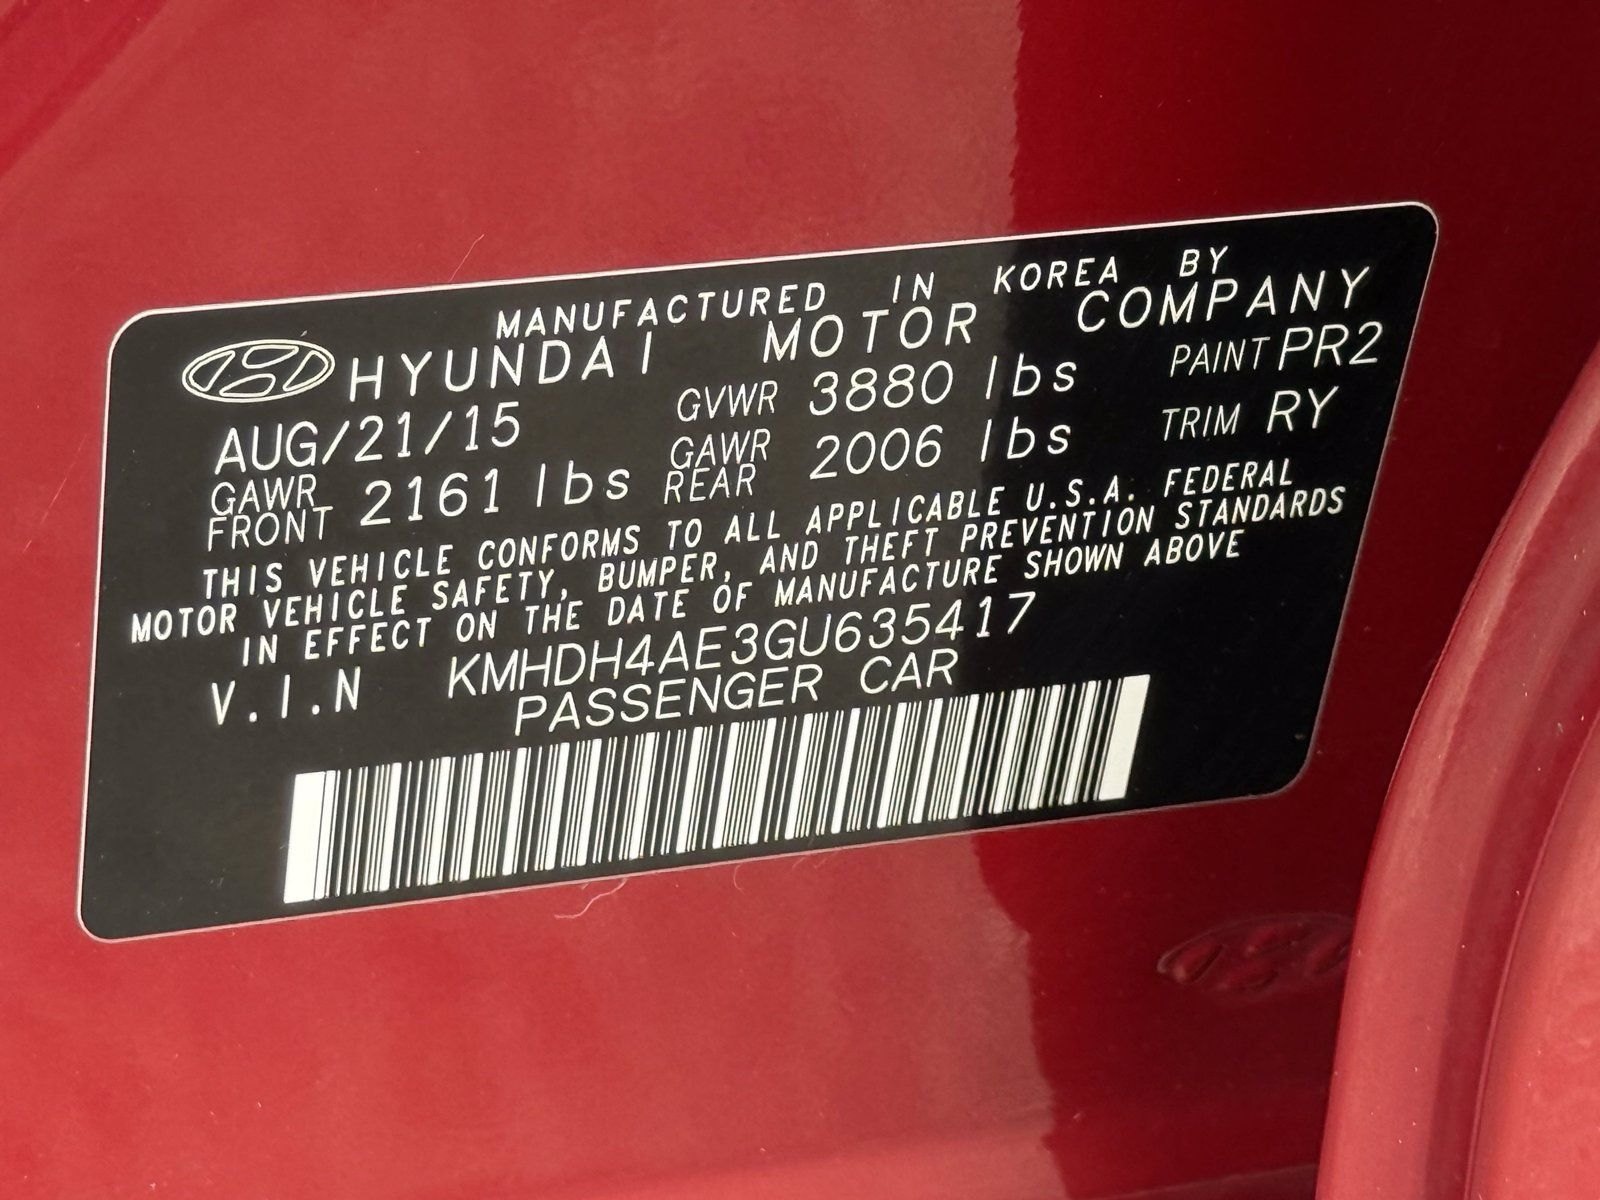 MANUFACTURED IN KOREA BY
HYUNDAI MOTOR COMPANY
AUG/21/15 GVWR 3880 lbs PAINT PR2
GAWR FRONT 2161 lbs GAWR REAR 2006 lbs TRIM RY
THIS VEHICLE CONFORMS TO ALL APPLICABLE U.S.A. FEDERAL
MOTOR VEHICLE SAFETY, BUMPER, AND THEFT PREVENTION STANDARDS
IN EFFECT ON THE DATE OF MANUFACTURE SHOWN ABOVE
V.I.N KMHDH4AE3GU635417
PASSENGER CAR